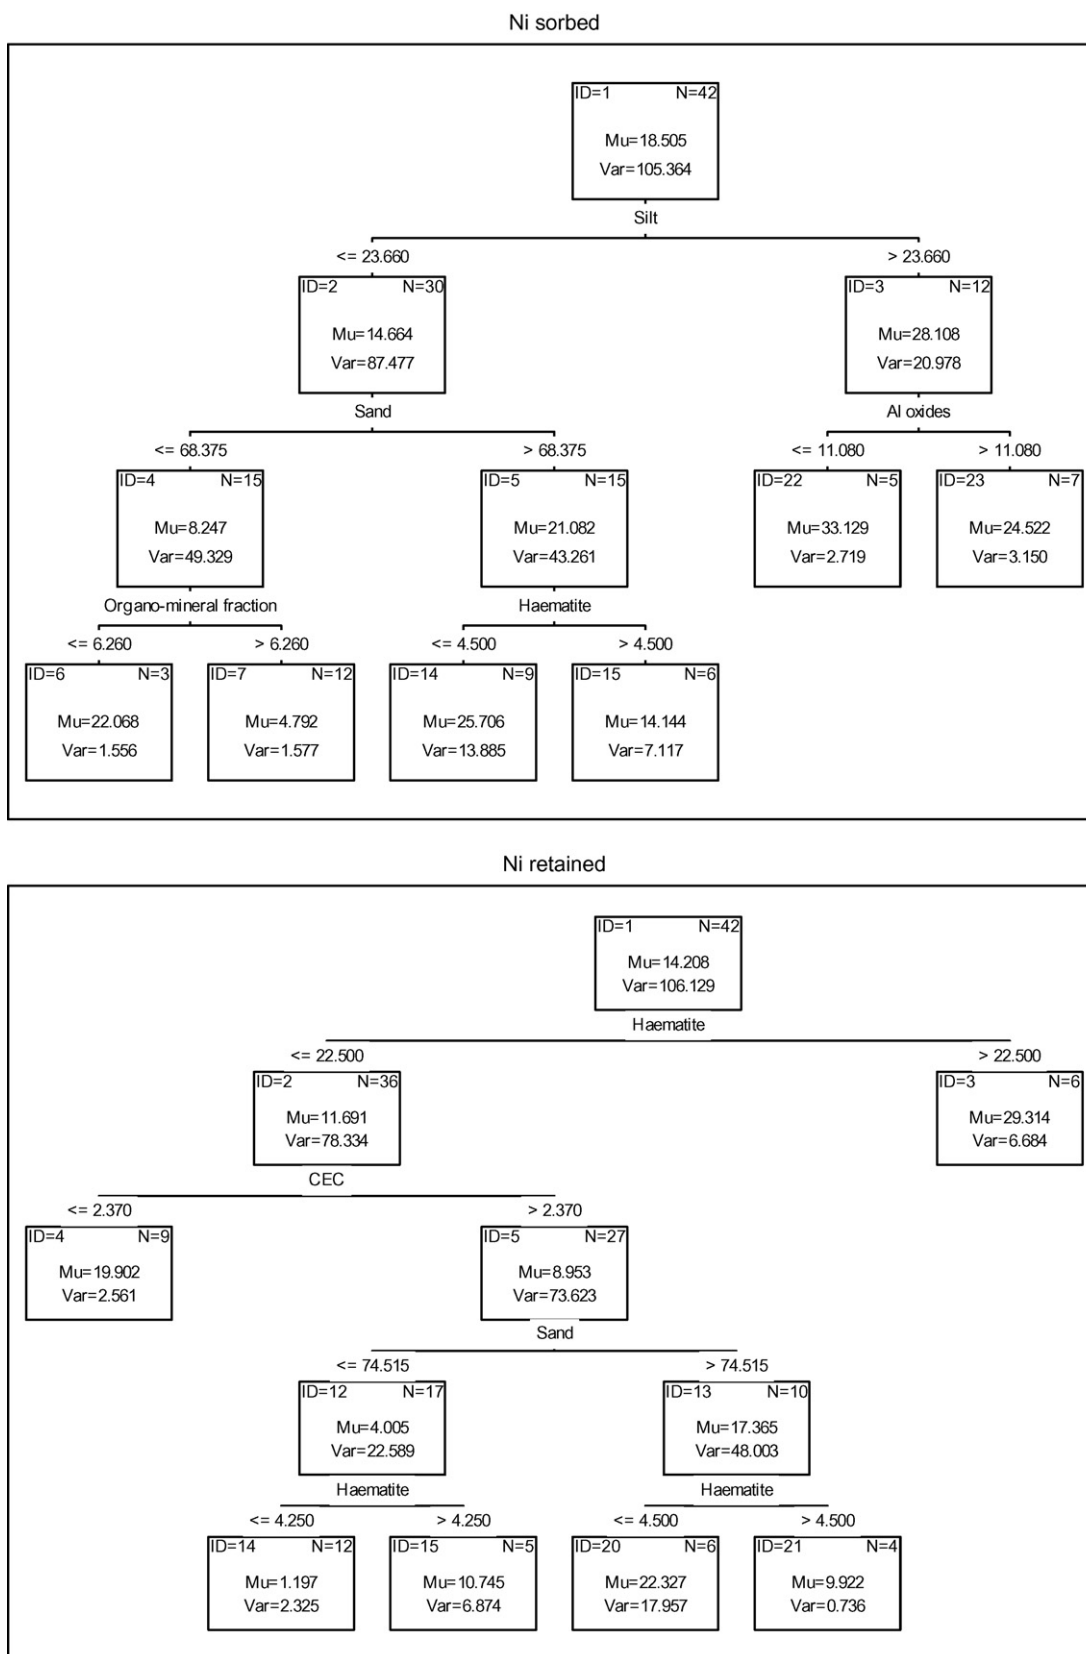 Ni sorbed
ID=1 N=42
Mu=18.505
Var=105.364
Silt
<= 23.660 > 23.660
ID=2 N=30 ID=3 N=12
Mu=14.664 Mu=28.108
Var=87.477 Var=20.978
Sand Al oxides
<= 68.375 > 68.375 <= 11.080 > 11.080
ID=4 N=15 ID=5 N=15 ID=22 N=5 ID=23 N=7
Mu=8.247 Mu=21.082 Mu=33.129 Mu=24.522
Var=49.329 Var=43.261 Var=2.719 Var=3.150
Organo-mineral fraction Haematite
<= 6.260 > 6.260 <= 4.500 > 4.500
ID=6 N=3 ID=7 N=12 ID=14 N=9 ID=15 N=6
Mu=22.068 Mu=4.792 Mu=25.706 Mu=14.144
Var=1.556 Var=1.577 Var=13.885 Var=7.117
Ni retained
ID=1 N=42
Mu=14.208
Var=106.129
Haematite
<= 22.500 > 22.500
ID=2 N=36 ID=3 N=6
Mu=11.691 Mu=29.314
Var=78.334 Var=6.684
CEC
<= 2.370 > 2.370
ID=4 N=9 ID=5 N=27
Mu=19.902 Mu=8.953
Var=2.561 Var=73.623
Sand
<= 74.515 > 74.515
ID=12 N=17 ID=13 N=10
Mu=4.005 Mu=17.365
Var=22.589 Var=48.003
Haematite Haematite
<= 4.250 > 4.250 <= 4.500 > 4.500
ID=14 N=12 ID=15 N=5 ID=20 N=6 ID=21 N=4
Mu=1.197 Mu=10.745 Mu=22.327 Mu=9.922
Var=2.325 Var=6.874 Var=17.957 Var=0.736